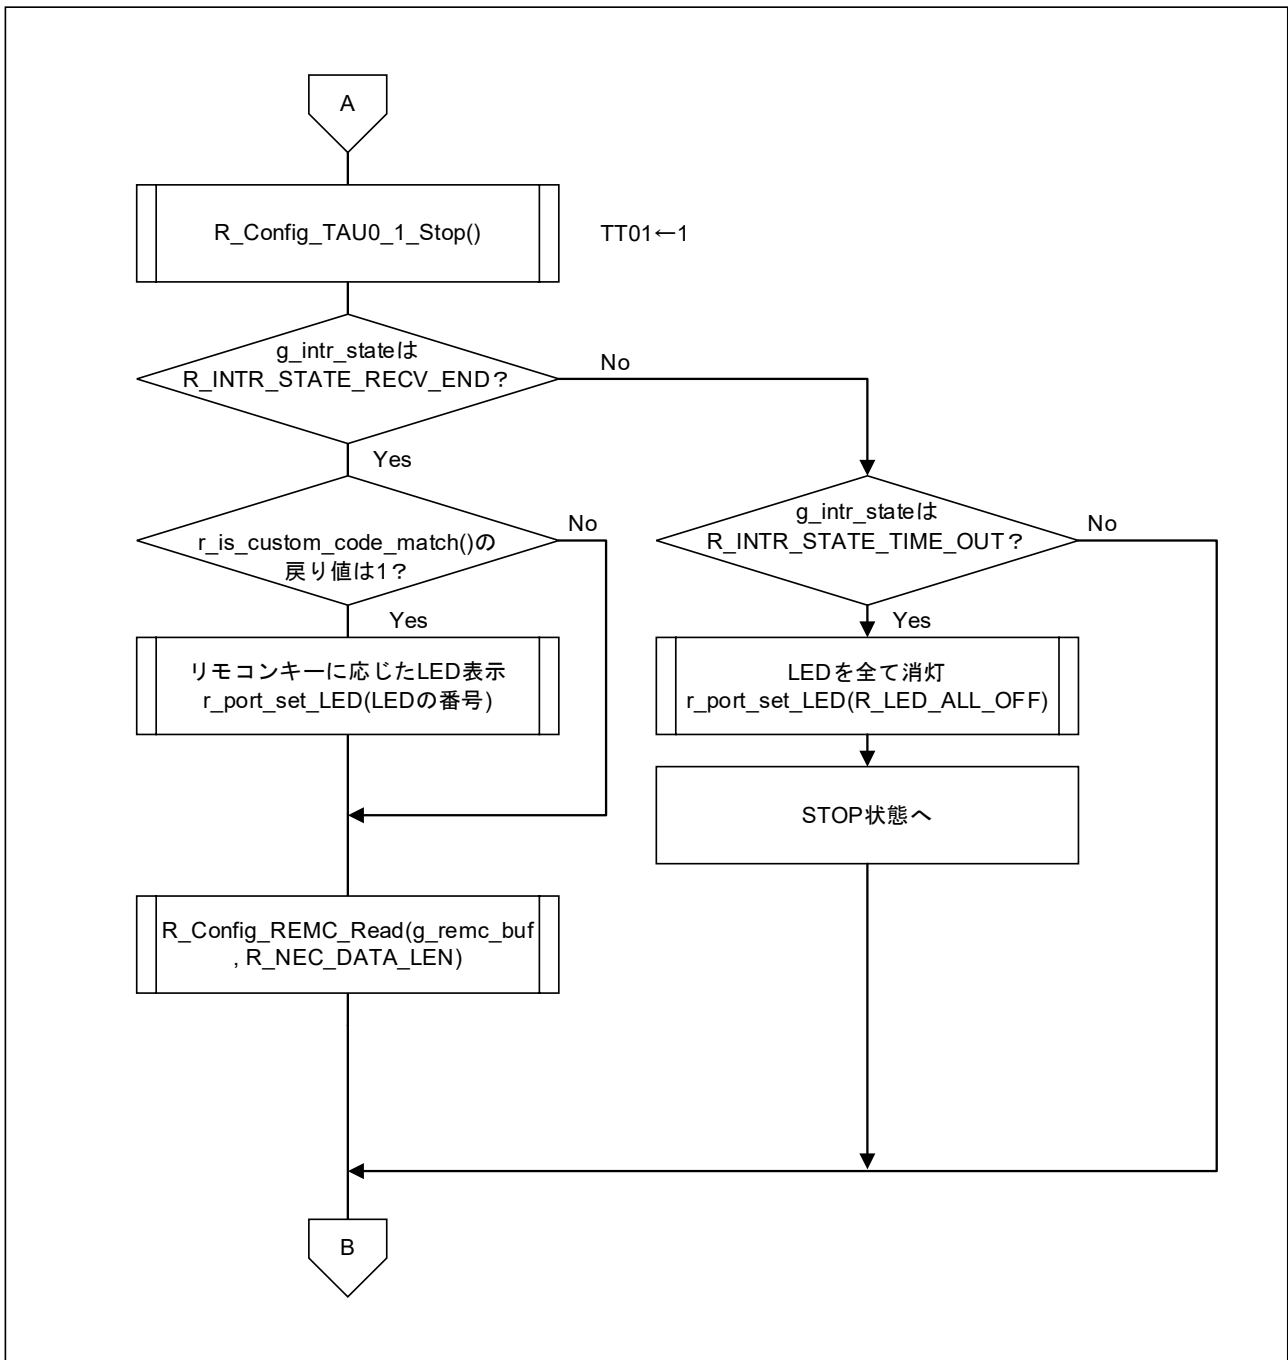 A
R_Config_TAU0_1_Stop()
TT01←1
g_intr_stateは
R_INTR_STATE_RECV_END？
No
Yes
r_is_custom_code_match()の
戻り値は1？
No
g_intr_stateは
R_INTR_STATE_TIME_OUT？
No
Yes
Yes
リモコンキーに応じたLED表示
r_port_set_LED(LEDの番号)
LEDを全て消灯
r_port_set_LED(R_LED_ALL_OFF)
STOP状態へ
R_Config_REMC_Read(g_remc_buf
, R_NEC_DATA_LEN)
B